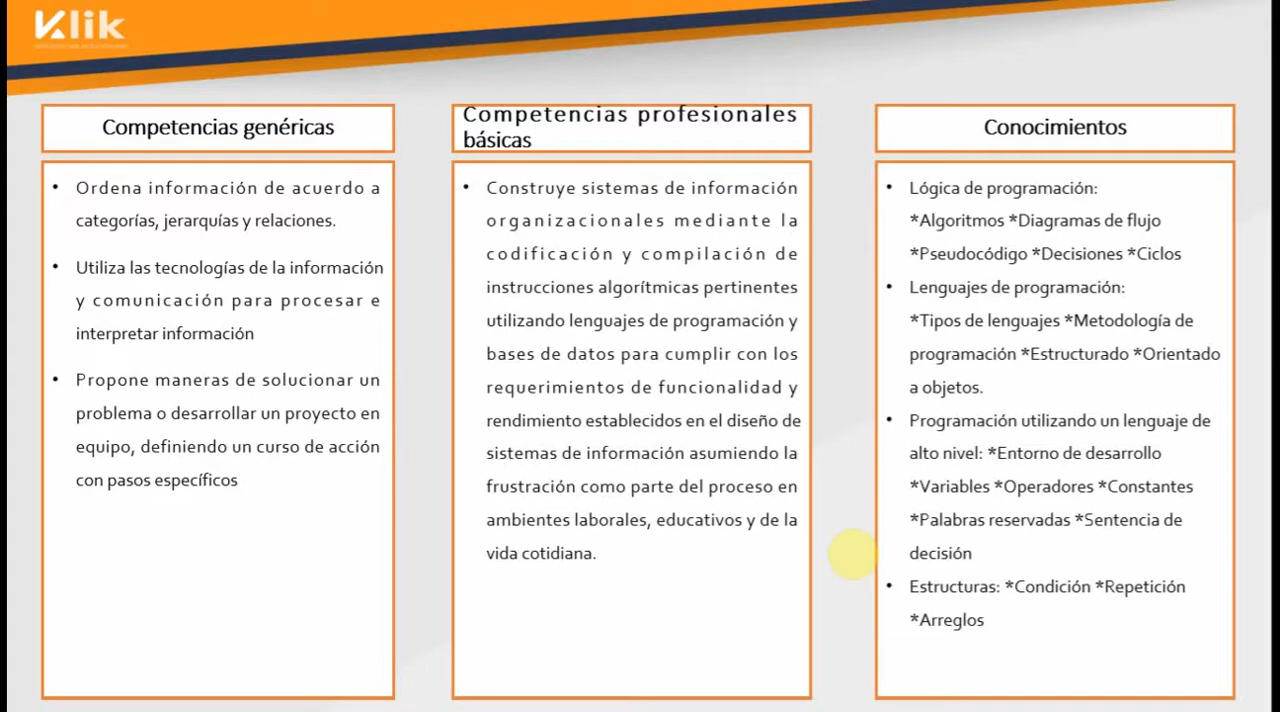 Klik
Competencias genéricas
• Ordena información de acuerdo a
categorías, jerarquías y relaciones.
• Utiliza las tecnologías de la información
y comunicación para procesar e
interpretar información
• Propone maneras de solucionar un
problema o desarrollar un proyecto en
equipo, definiendo un curso de acción
con pasos específicos
Competencias profesionales
básicas
• Construye sistemas de información
organizacionales mediante la
codificación y compilación de
instrucciones algorítmicas pertinentes
utilizando lenguajes de programación y
bases de datos para cumplir con los
requerimientos de funcionalidad y
rendimiento establecidos en el diseño de
sistemas de información asumiendo la
frustración como parte del proceso en
ambientes laborales, educativos y de la
vida cotidiana.
Conocimientos
• Lógica de programación:
*Algoritmos *Diagramas de flujo
*Pseudocódigo *Decisiones *Ciclos
• Lenguajes de programación:
*Tipos de lenguajes *Metodología de
programación *Estructurado *Orientado
a objetos.
• Programación utilizando un lenguaje de
alto nivel: *Entorno de desarrollo
*Variables *Operadores *Constantes
*Palabras reservadas *Sentencia de
decisión
• Estructuras: *Condición *Repetición
*Arreglos